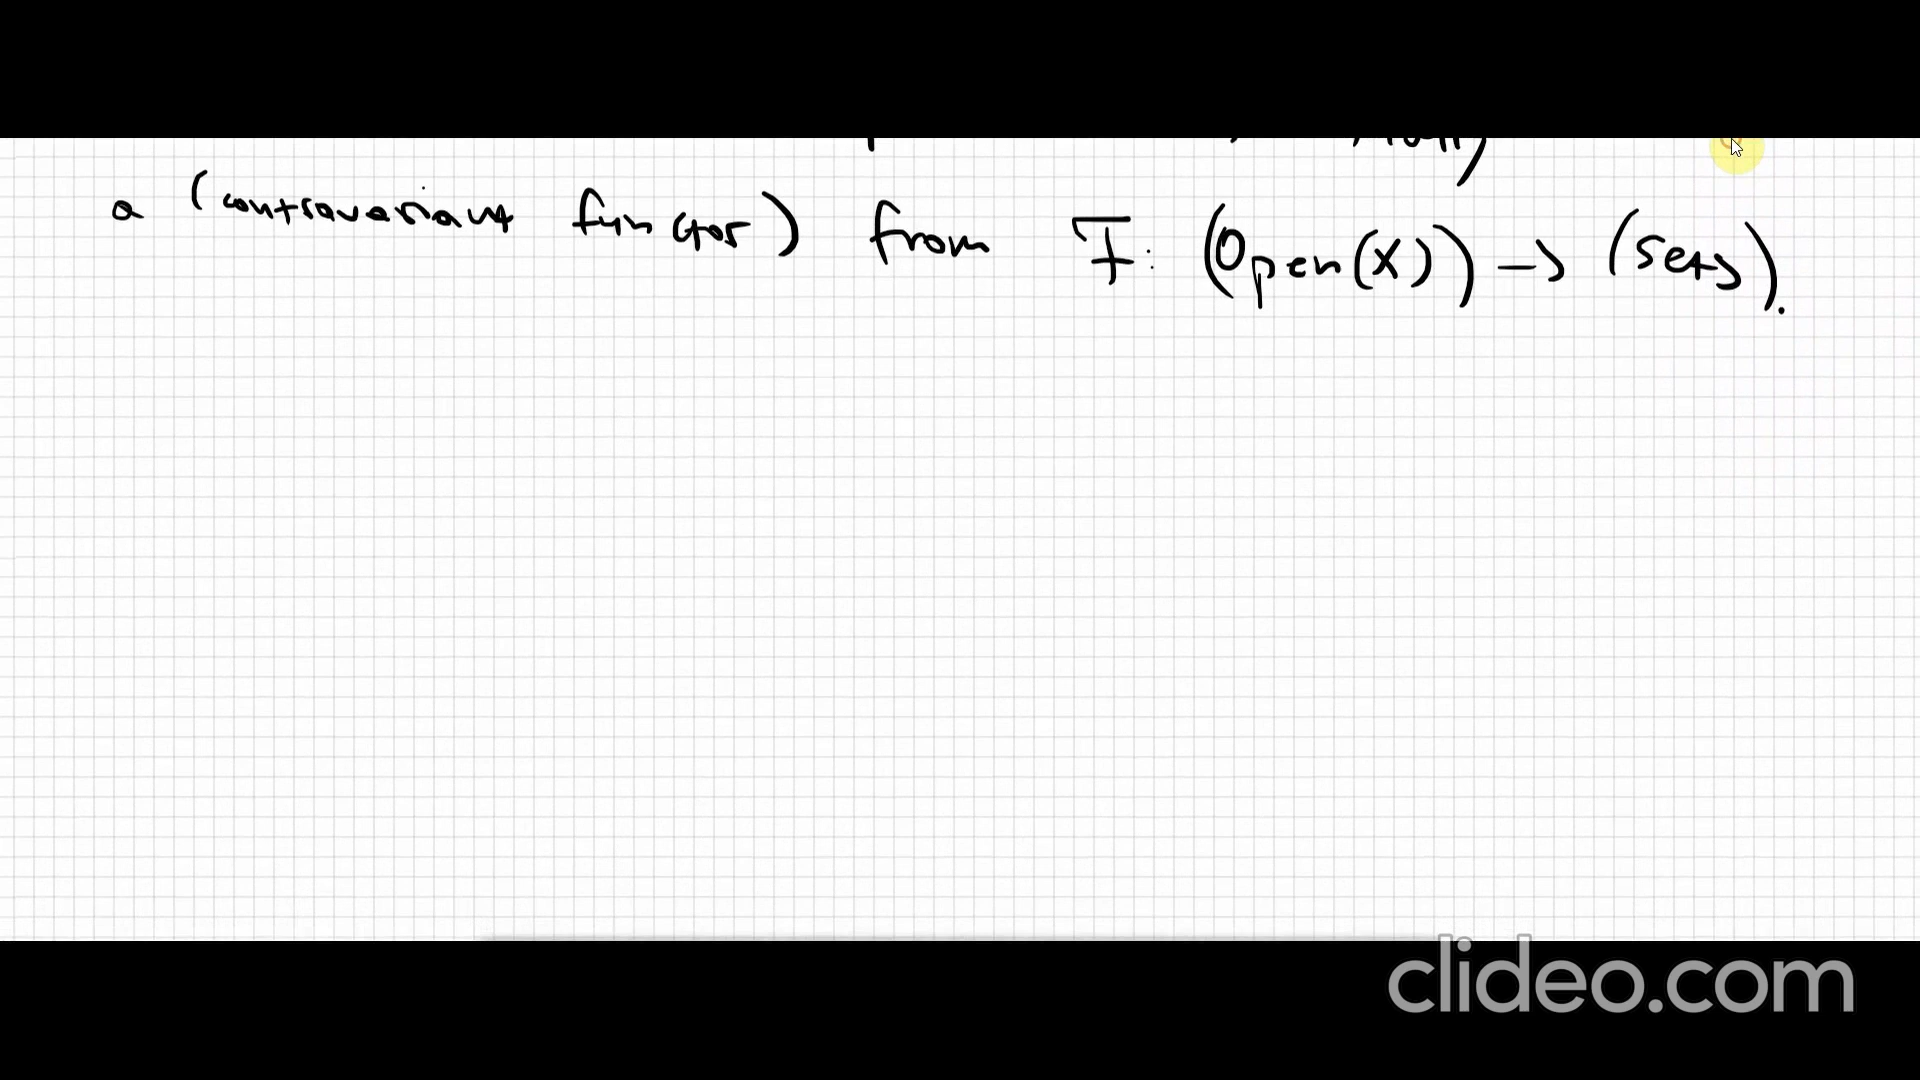 a (contravariant functor) from F: (Open(X)) → (Sets).
clideo.com